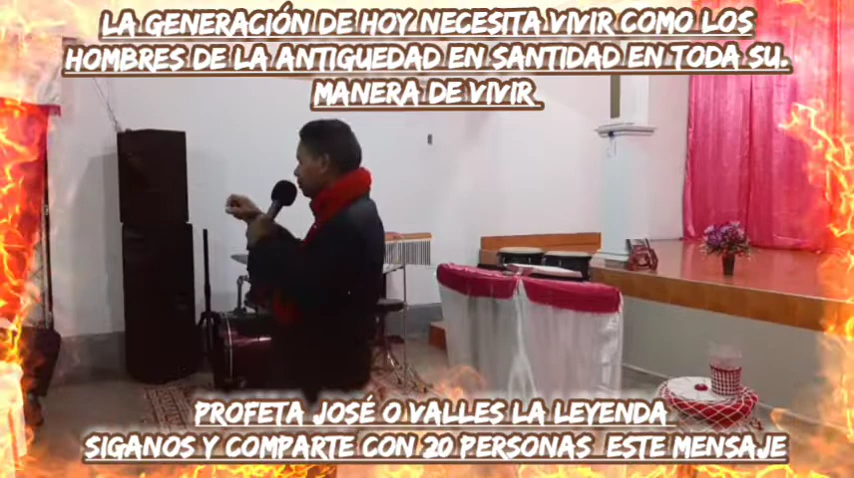 LA GENERACIÓN DE HOY NECESITA VIVIR COMO LOS
HOMBRES DE LA ANTIGUEDAD EN SANTIDAD EN TODA SU.
MANERA DE VIVIR.
PROFETA JOSÉ O VALLES LA LEYENDA
SIGANOS Y COMPARTE CON 20 PERSONAS ESTE MENSAJE